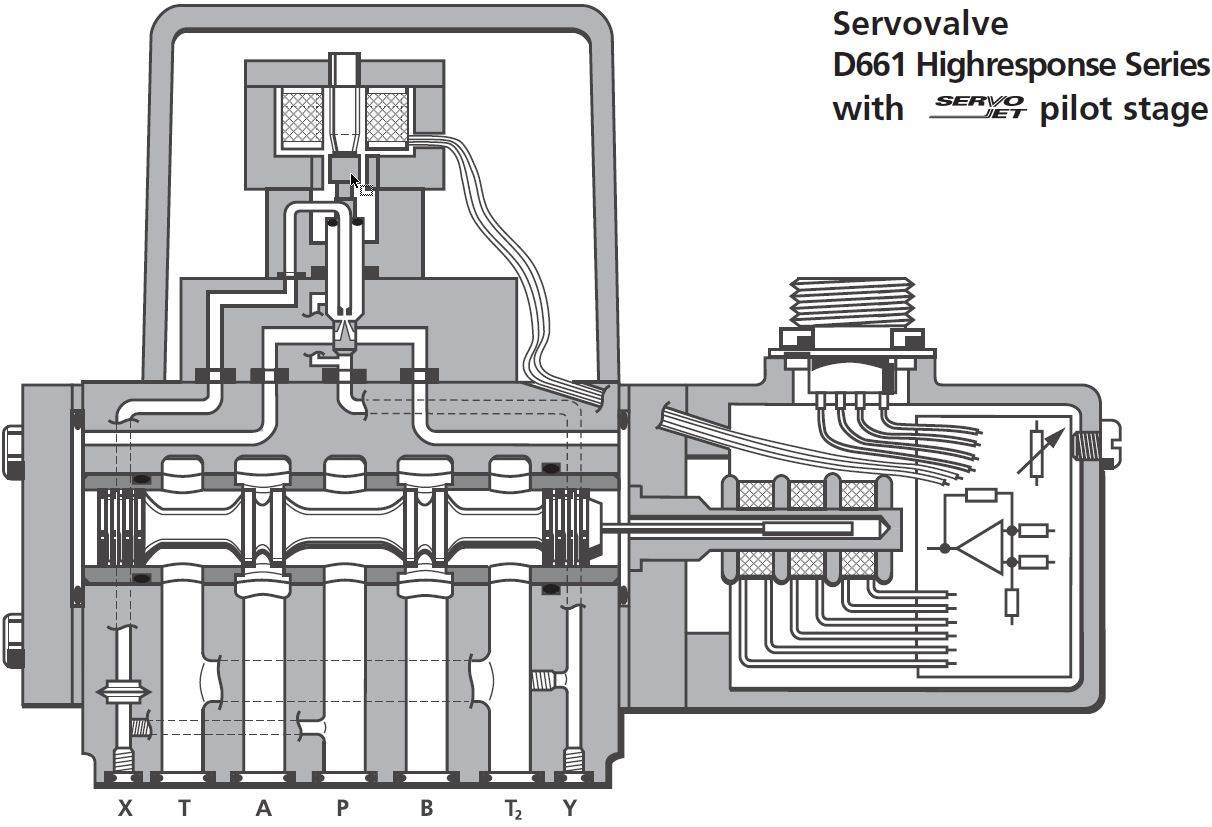 Servovalve
D661 Highresponse Series
with SERVO JET pilot stage
X T A P B T₂ Y